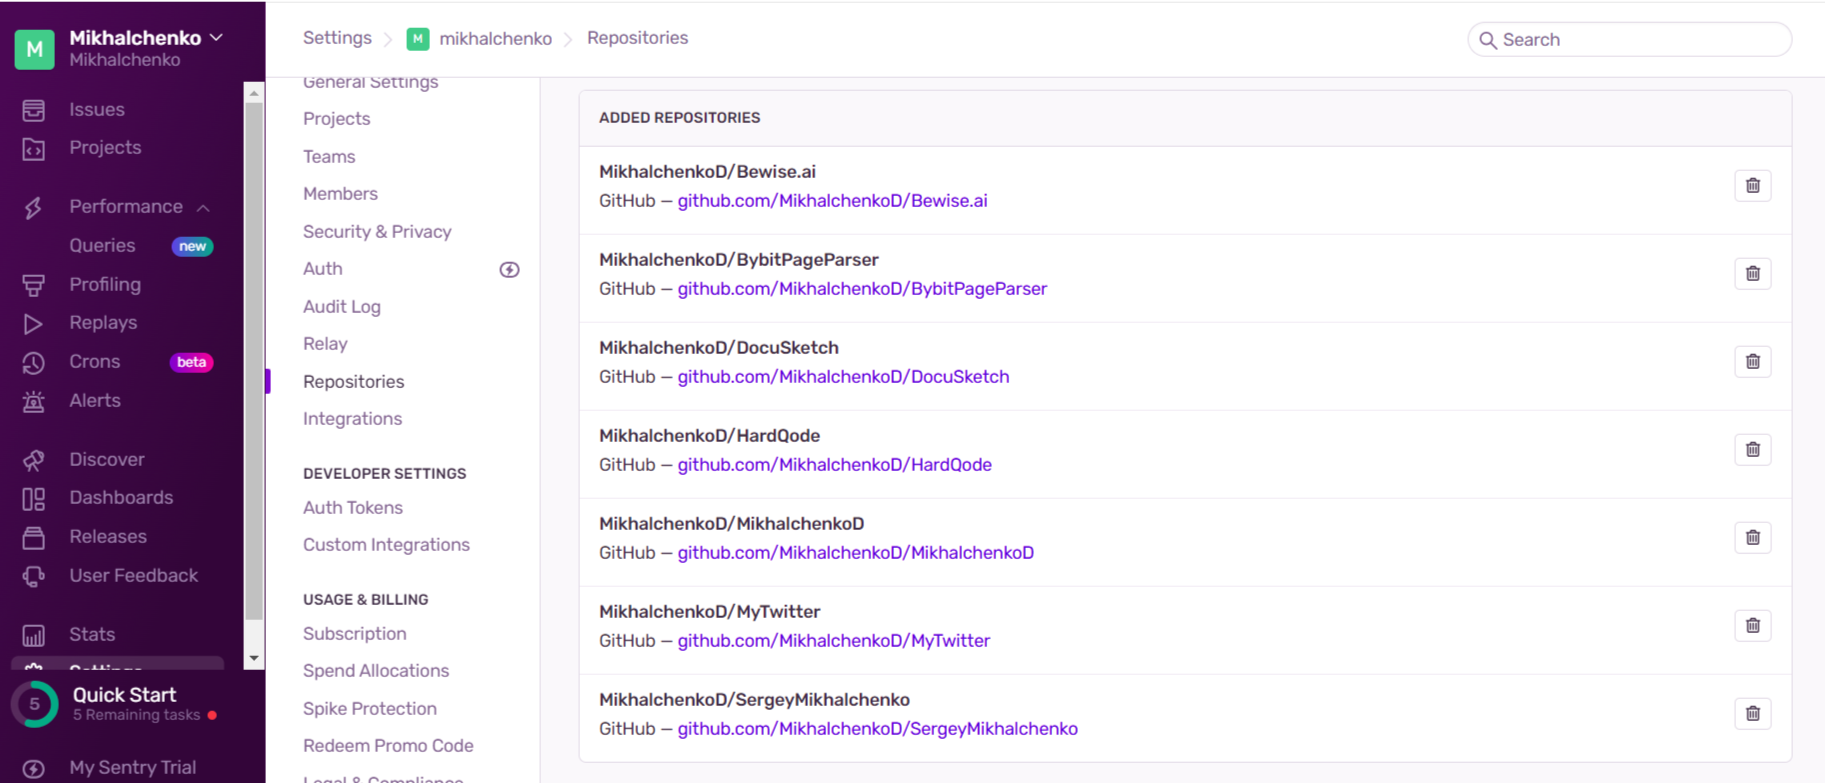 M
Mikhalchenko
Mikhalchenko
Issues
Projects
Performance
Queries new
Profiling
Replays
Crons beta
Alerts
Discover
Dashboards
Releases
User Feedback
Stats
Settings
5
Quick Start
5 Remaining tasks
My Sentry Trial
Settings M mikhalchenko Repositories
Search
General Settings
Projects
Teams
Members
Security & Privacy
Auth
Audit Log
Relay
Repositories
Integrations
DEVELOPER SETTINGS
Auth Tokens
Custom Integrations
USAGE & BILLING
Subscription
Spend Allocations
Spike Protection
Redeem Promo Code
Legal & Compliance
ADDED REPOSITORIES
MikhalchenkoD/Bewise.ai
GitHub — github.com/MikhalchenkoD/Bewise.ai
MikhalchenkoD/BybitPageParser
GitHub — github.com/MikhalchenkoD/BybitPageParser
MikhalchenkoD/DocuSketch
GitHub — github.com/MikhalchenkoD/DocuSketch
MikhalchenkoD/HardQode
GitHub — github.com/MikhalchenkoD/HardQode
MikhalchenkoD/MikhalchenkoD
GitHub — github.com/MikhalchenkoD/MikhalchenkoD
MikhalchenkoD/MyTwitter
GitHub — github.com/MikhalchenkoD/MyTwitter
MikhalchenkoD/SergeyMikhalchenko
GitHub — github.com/MikhalchenkoD/SergeyMikhalchenko